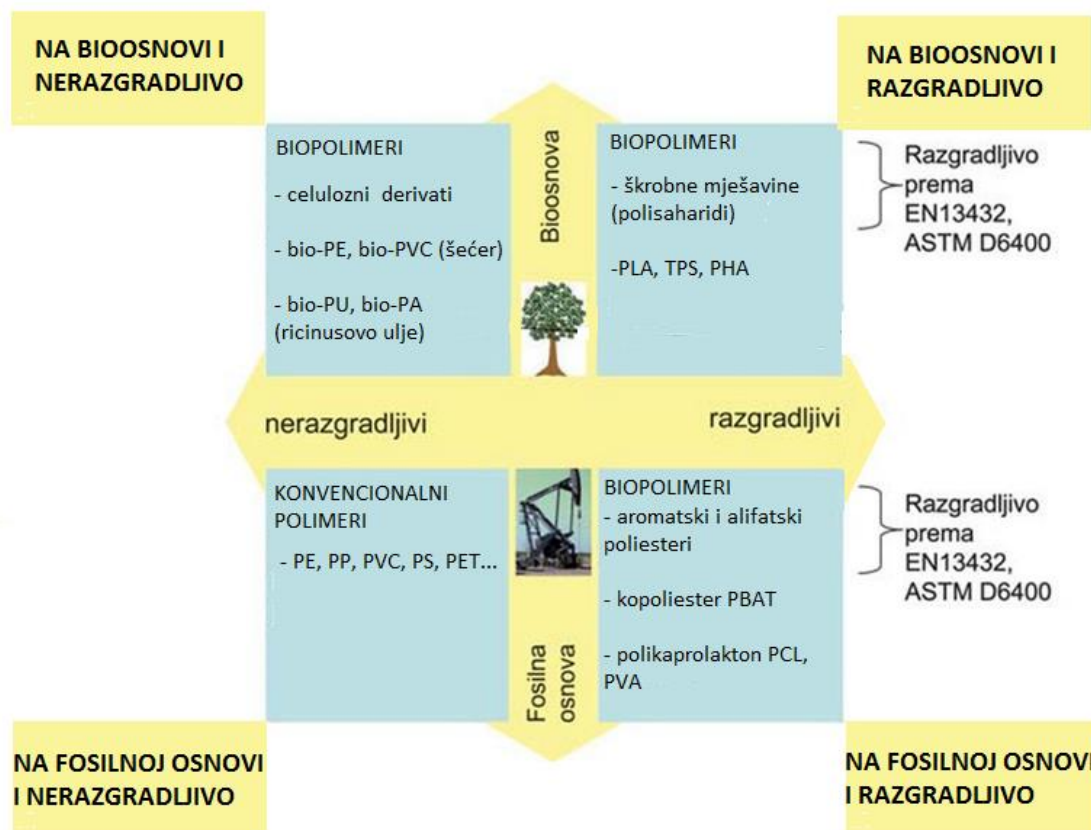 NA BIOOSNOVI I
NERAZGRADLJIVO
NA BIOOSNOVI I
RAZGRADLJIVO
BIOPOLIMERI
- celulozni derivati
- bio-PE, bio-PVC (šećer)
- bio-PU, bio-PA
(ricinusovo ulje)
Bioosnova
BIOPOLIMERI
- škrobne mješavine
(polisaharidi)
-PLA, TPS, PHA
Razgradljivo
prema
EN13432,
ASTM D6400
nerazgradljivi
razgradljivi
KONVENCIONALNI
POLIMERI
- PE, PP, PVC, PS, PET...
Fosilna
osnova
BIOPOLIMERI
- aromatski i alifatski
poliesteri
- kopoliester PBAT
- polikaprolakton PCL,
PVA
Razgradljivo
prema
EN13432,
ASTM D6400
NA FOSILNOJ OSNOVI
I NERAZGRADLJIVO
NA FOSILNOJ OSNOVI
I RAZGRADLJIVO